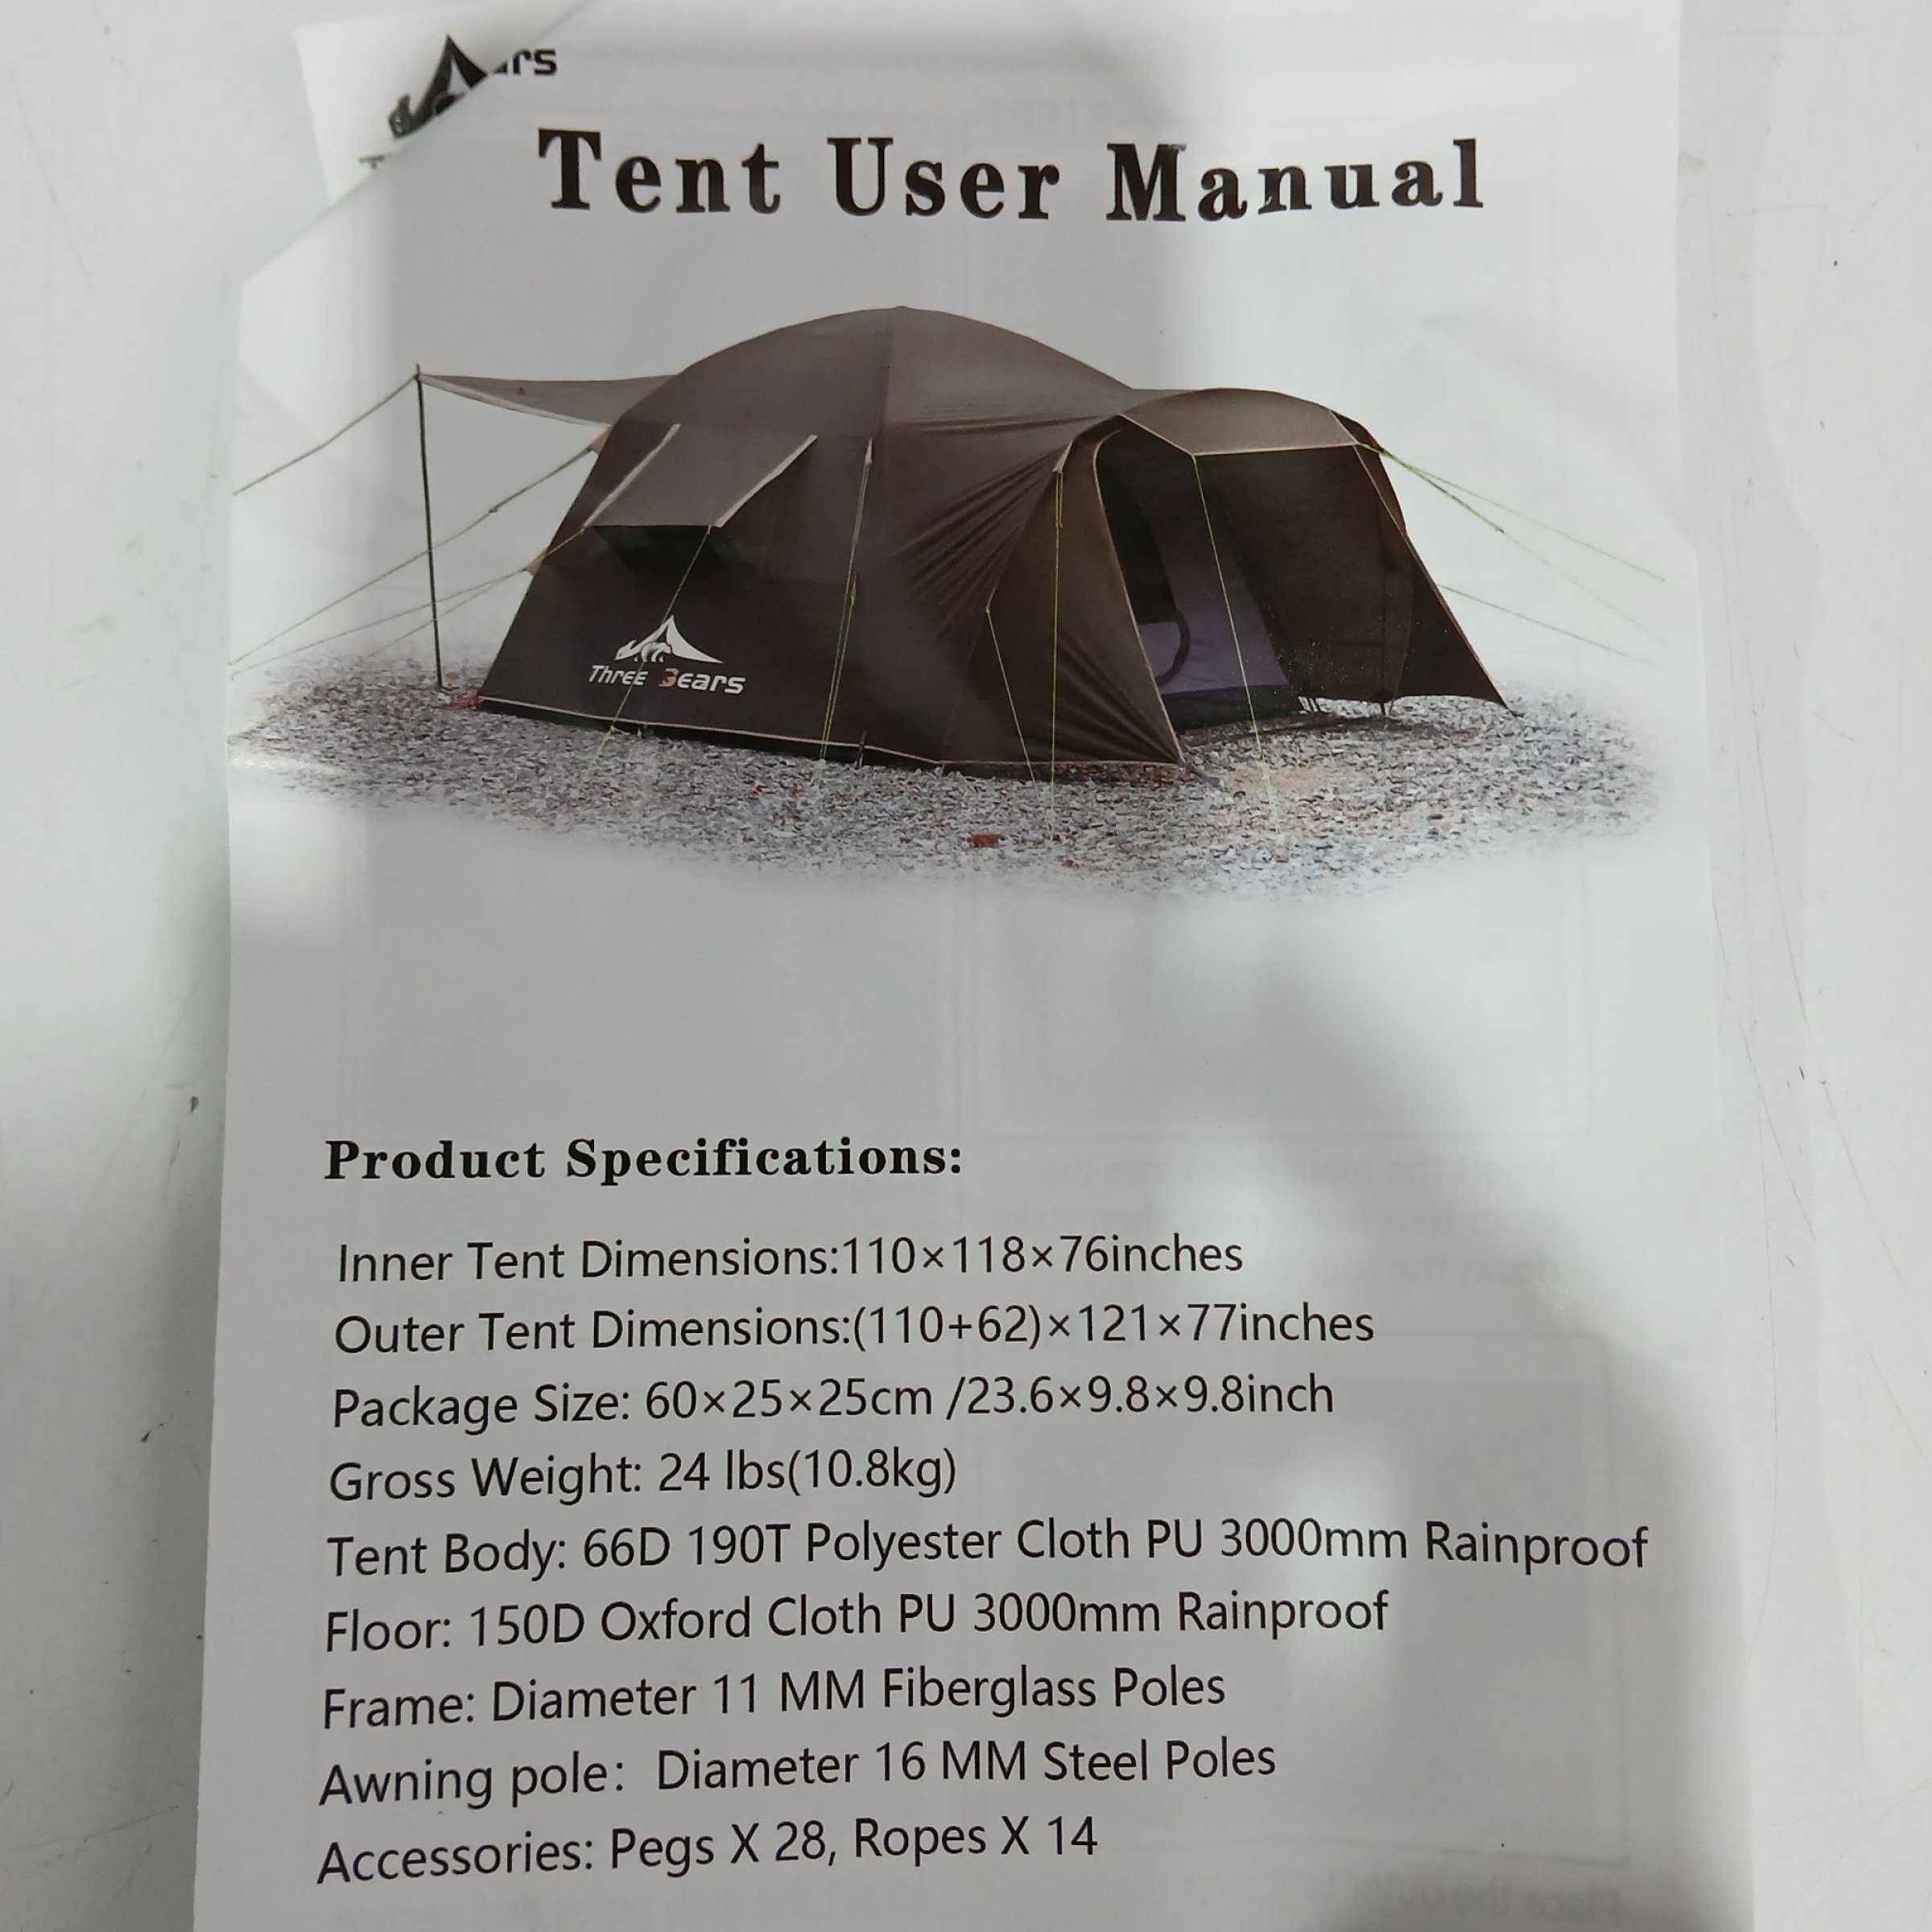 Tent User Manual
Three Bears
Product Specifications:
Inner Tent Dimensions:110×118×76inches
Outer Tent Dimensions:(110+62)×121×77inches
Package Size: 60×25×25cm /23.6×9.8×9.8inch
Gross Weight: 24 lbs(10.8kg)
Tent Body: 66D 190T Polyester Cloth PU 3000mm Rainproof
Floor: 150D Oxford Cloth PU 3000mm Rainproof
Frame: Diameter 11 MM Fiberglass Poles
Awning pole: Diameter 16 MM Steel Poles
Accessories: Pegs X 28, Ropes X 14